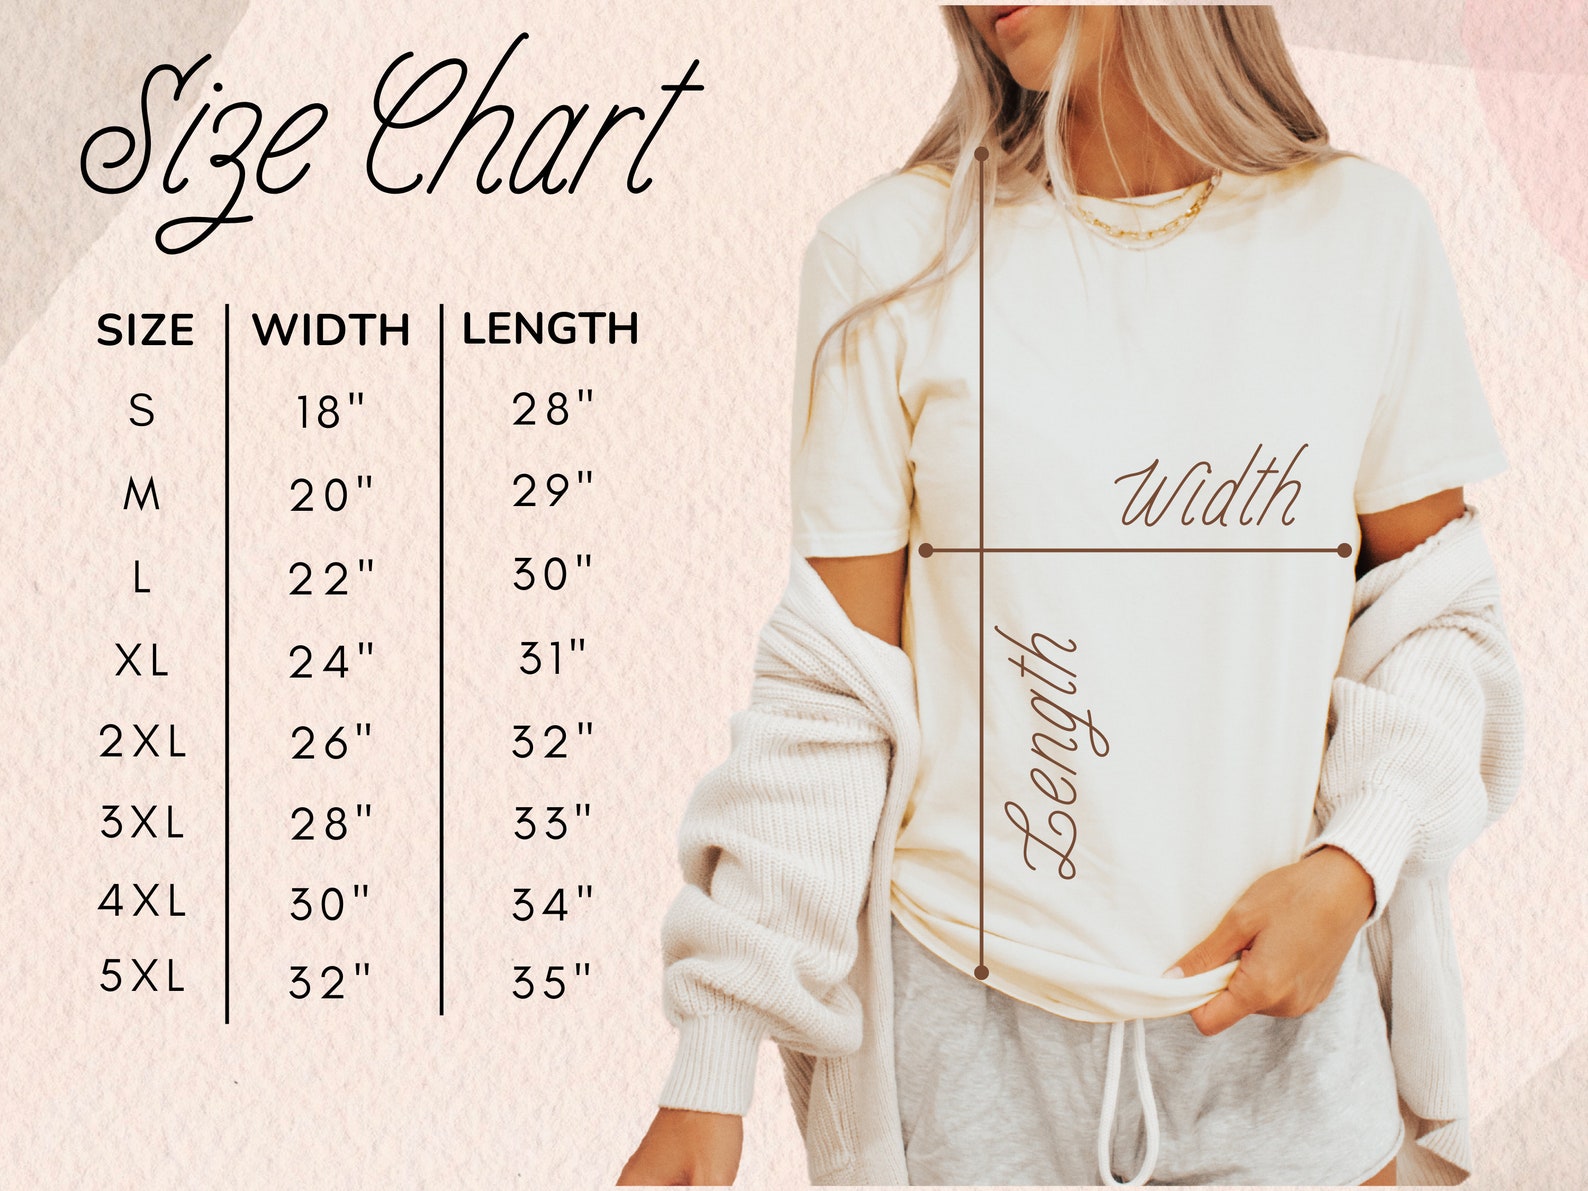 Size Chart
SIZE WIDTH LENGTH
S 18" 28"
M 20" 29"
L 22" 30"
XL 24" 31"
2XL 26" 32"
3XL 28" 33"
4XL 30" 34"
5XL 32" 35"
Width
Length